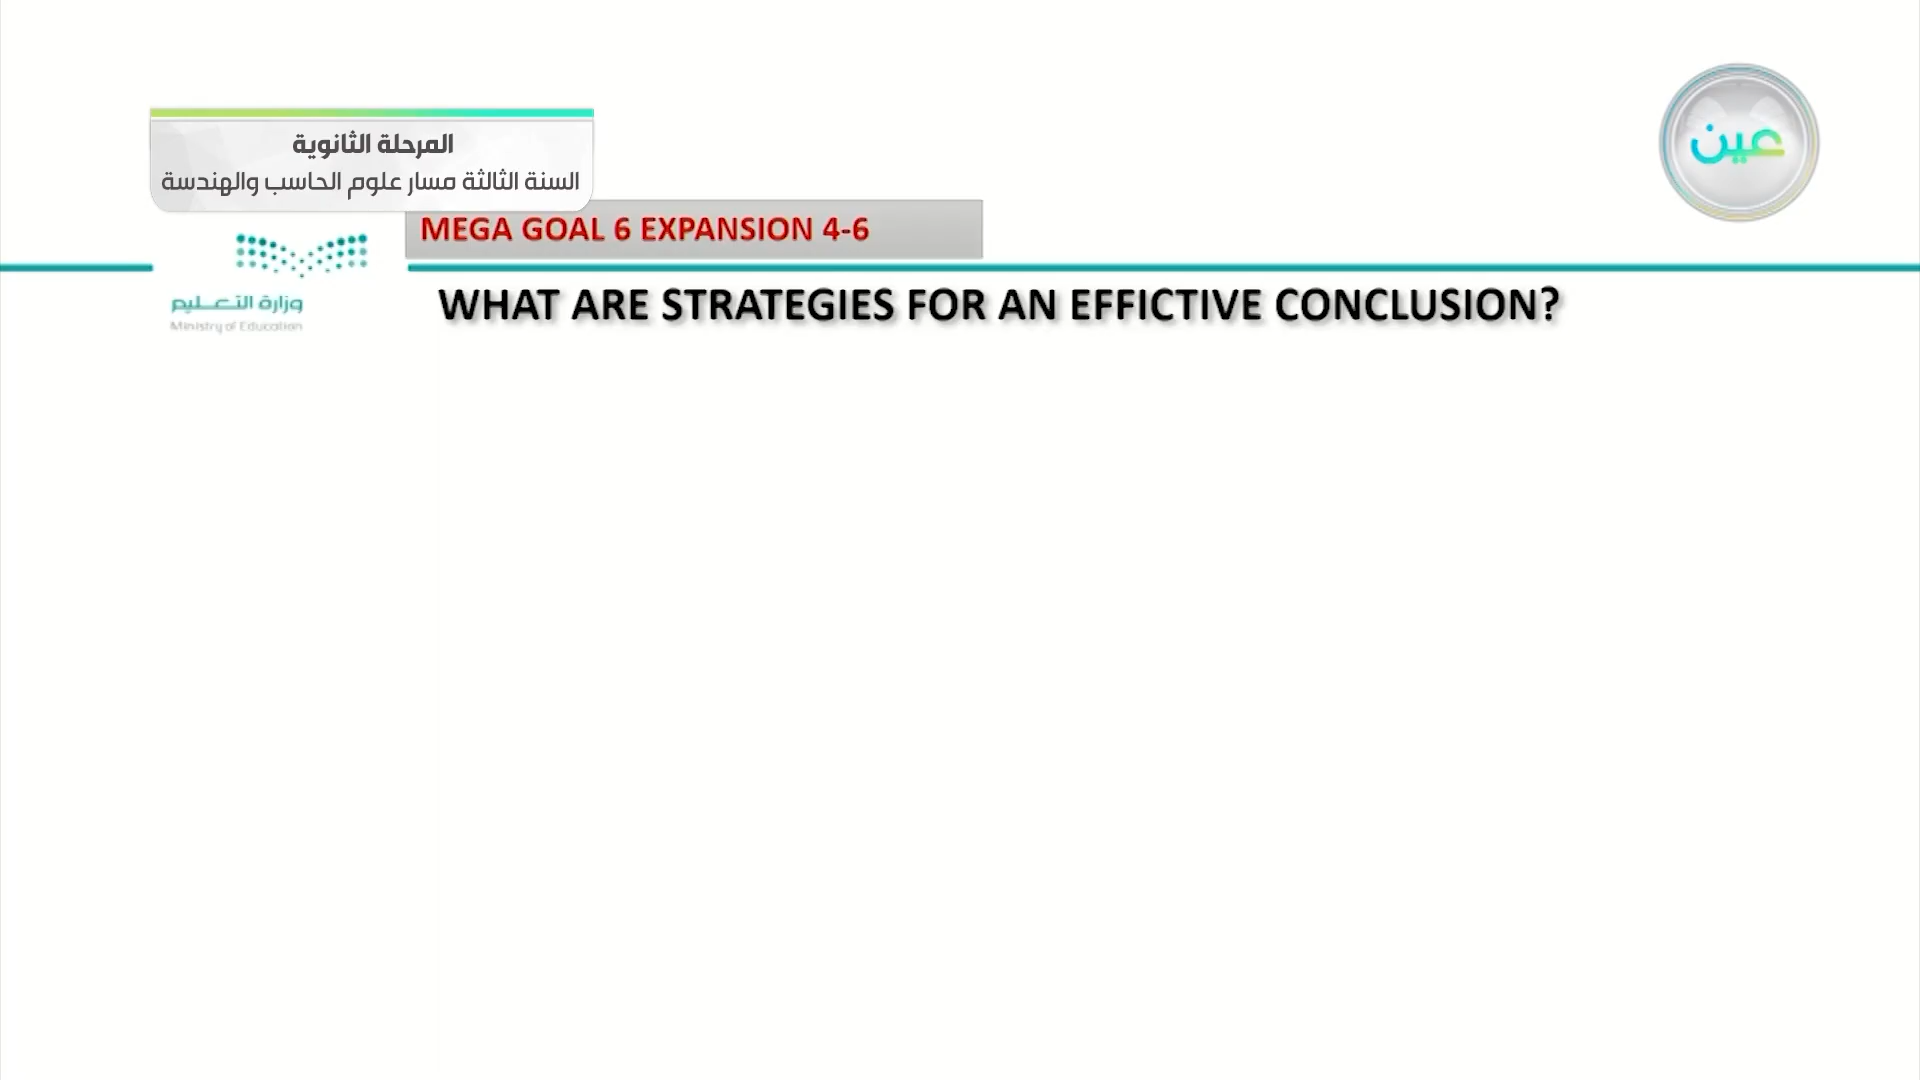 المرحلة الثانوية
السنة الثالثة مسار علوم الحاسب والهندسة
عين
MEGA GOAL 6 EXPANSION 4-6
وزارة التعليم
Ministry of Education
WHAT ARE STRATEGIES FOR AN EFFICTIVE CONCLUSION?